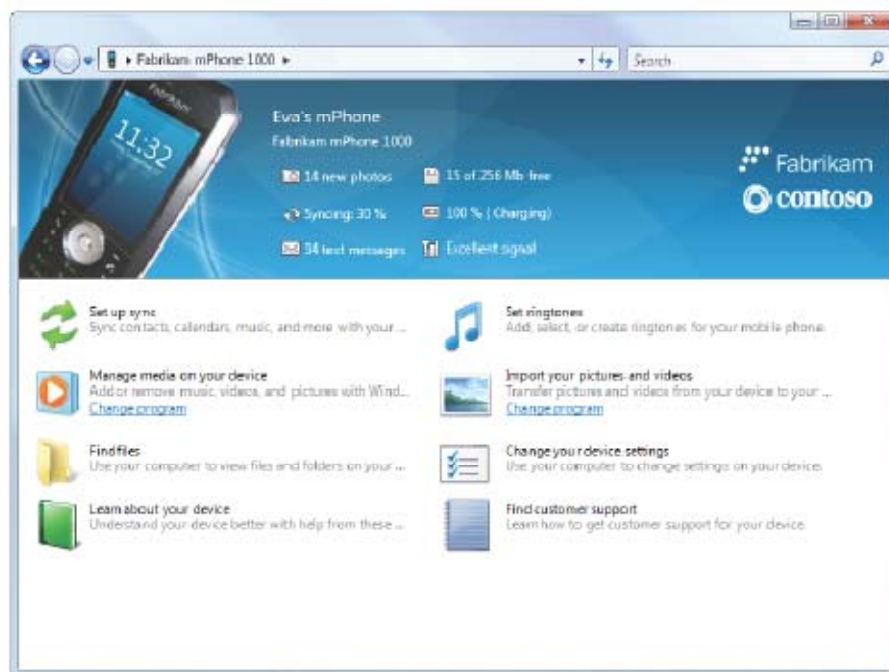 Fabrikam mPhone 1000
Search
Fabrikam
11:32
Eva's mPhone
Fabrikam mPhone 1000
14 new photos
15 of 256 Mb free
Syncing: 30 %
100 % (Charging)
34 text messages
Excellent signal
Fabrikam
contoso
Set up sync
Sync contacts, calendars, music, and more with your ...
Set ringtones
Add, select, or create ringtones for your mobile phone.
Manage media on your device
Add or remove music, videos, and pictures with Wind...
Change program
Import your pictures and videos
Transfer pictures and videos from your device to your ...
Change program
Find files
Use your computer to view files and folders on your ...
Change your device settings
Use your computer to change settings on your device.
Learn about your device
Understand your device better with help from these ...
Find customer support
Learn how to get customer support for your device.